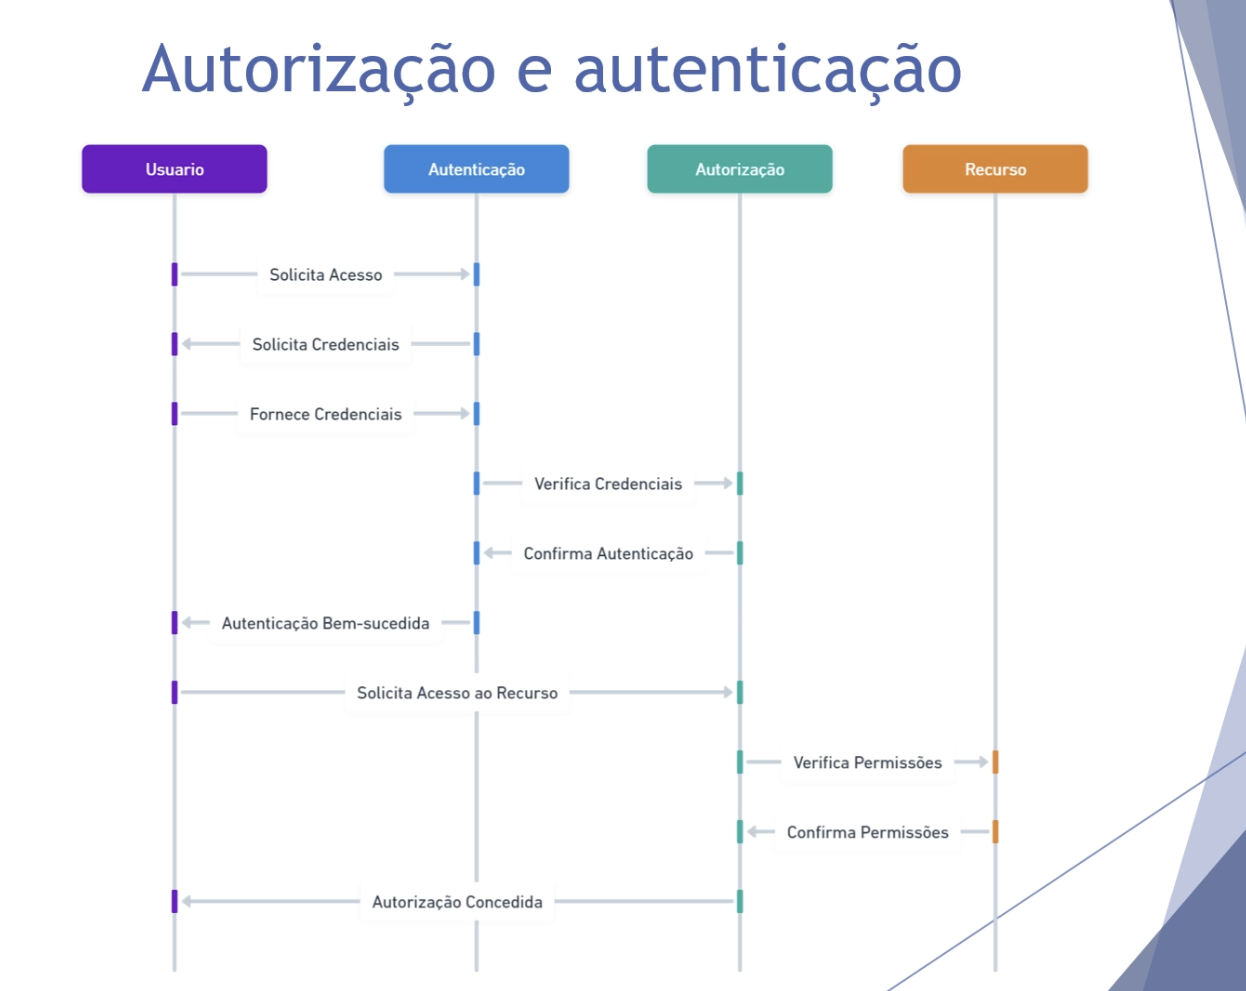 Autorização e autenticação
Usuario
Autenticação
Autorização
Recurso
Solicita Acesso
Solicita Credenciais
Fornece Credenciais
Verifica Credenciais
Confirma Autenticação
Autenticação Bem-sucedida
Solicita Acesso ao Recurso
Verifica Permissões
Confirma Permissões
Autorização Concedida